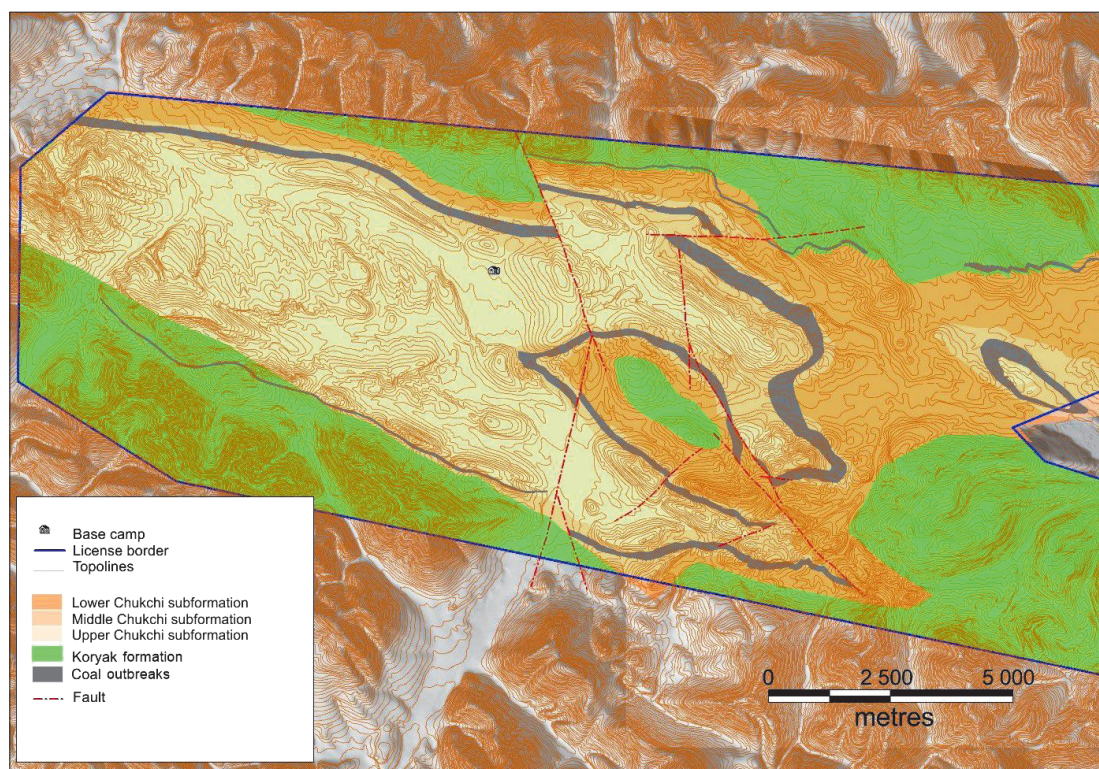 Base camp
License border
Topolines
Lower Chukchi subformation
Middle Chukchi subformation
Upper Chukchi subformation
Koryak formation
Coal outbreaks
Fault
0 2 500 5 000
metres